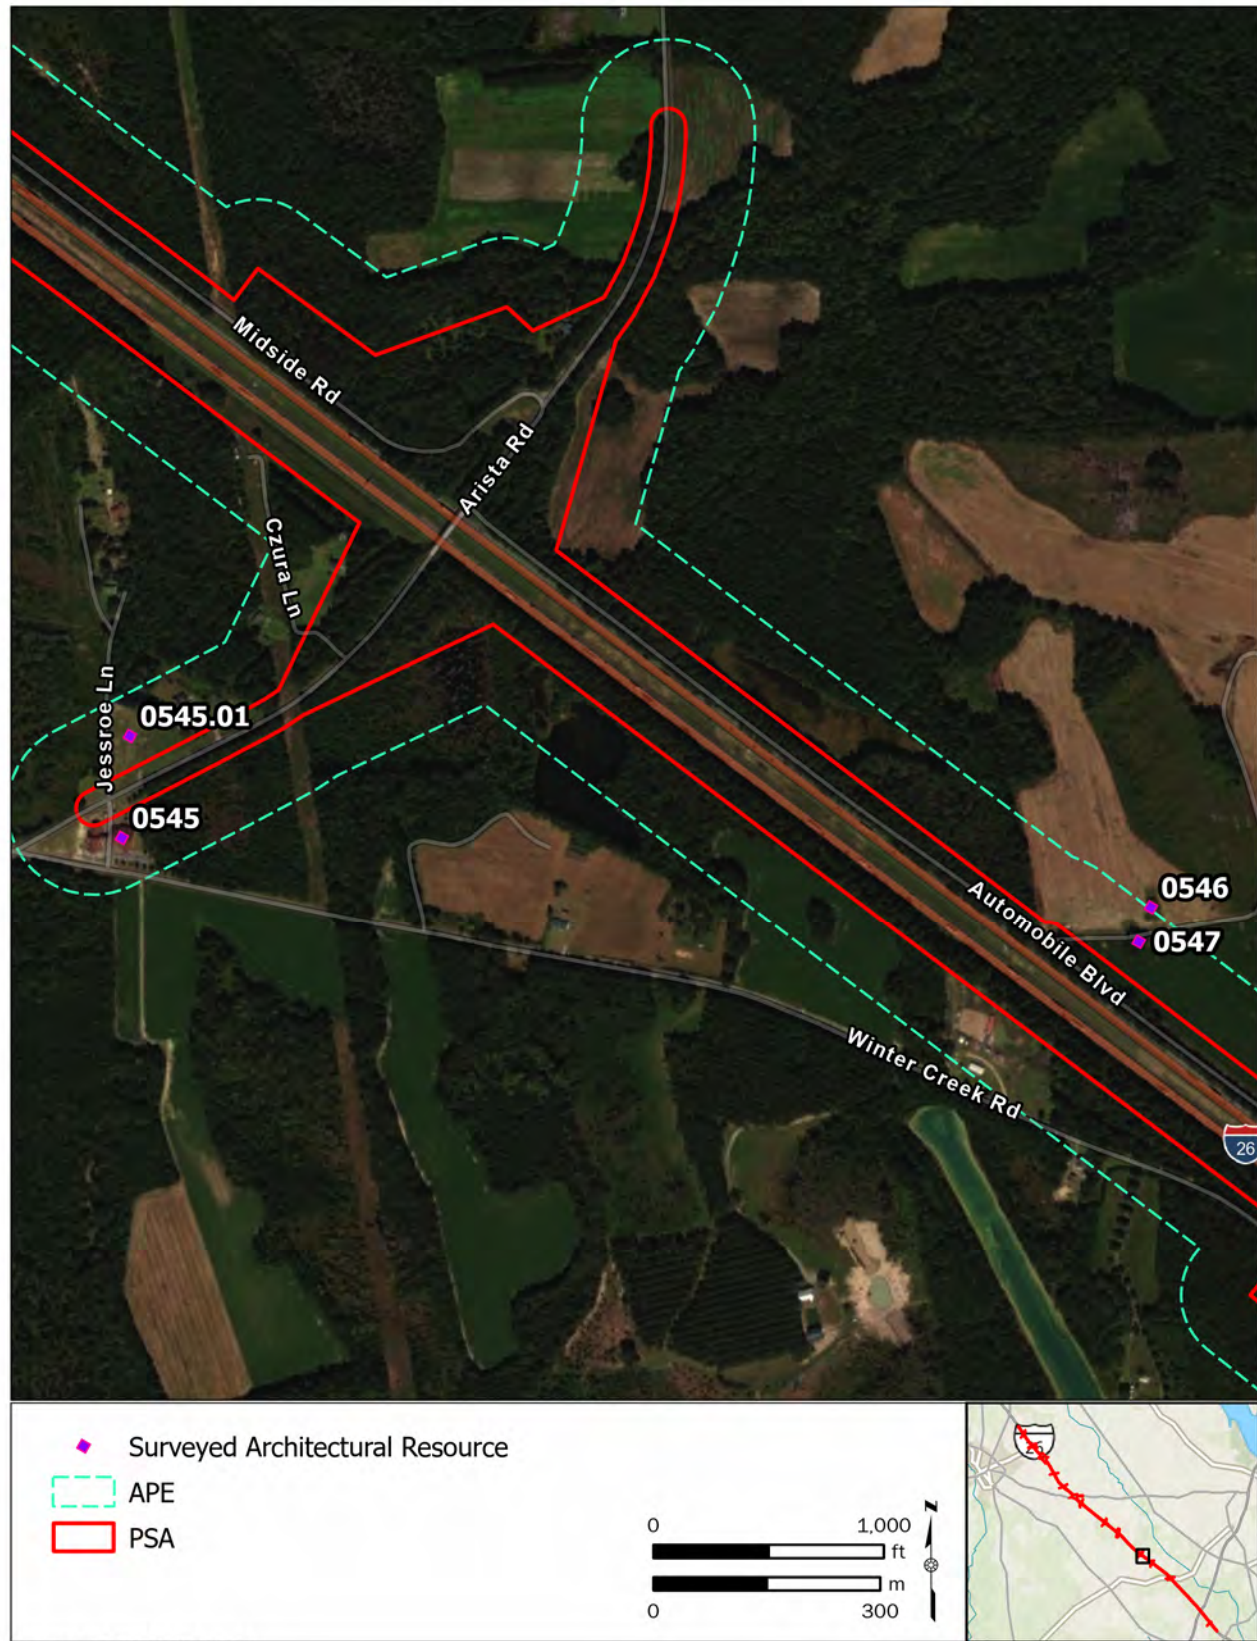 Midside Rd
Arista Rd
Czura Ln
Jessroe Ln
0545.01
0545
0546
0547
Automobile Blvd
Winter Creek Rd
26
Surveyed Architectural Resource
APE
PSA
0 1,000
ft
m
0 300
N
26